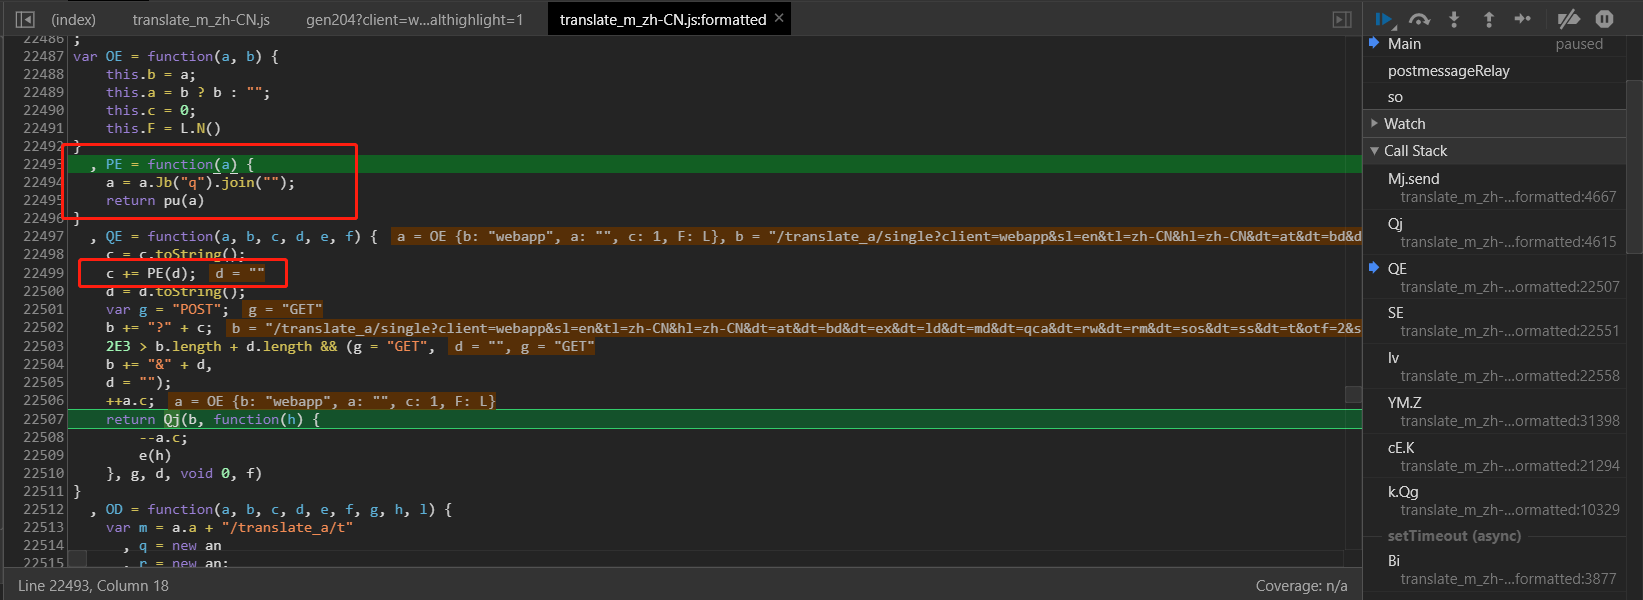 (index)
translate_m_zh-CN.js
gen204?client=w...althighlight=1
translate_m_zh-CN.js:formatted ×
22486 ;
22487 var OE = function(a, b) {
22488 this.b = a;
22489 this.a = b ? b : "";
22490 this.c = 0;
22491 this.F = L.N()
22492 }
22493 , PE = function(a) {
22494 a = a.Jb("q").join("");
22495 return pu(a)
22496 }
22497 , QE = function(a, b, c, d, e, f) { a = OE {b: "webapp", a: "", c: 1, F: L}, b = "/translate_a/single?client=webapp&sl=en&tl=zh-CN&hl=zh-CN&dt=at&dt=bd&d
22498 c = c.toString();
22499 c += PE(d); d = ""
22500 d = d.toString();
22501 var g = "POST"; g = "GET"
22502 b += "?" + c; b = "/translate_a/single?client=webapp&sl=en&tl=zh-CN&hl=zh-CN&dt=at&dt=bd&dt=ex&dt=ld&dt=md&dt=qca&dt=rw&dt=rm&dt=sos&dt=ss&dt=t&otf=2&s
22503 2E3 > b.length + d.length && (g = "GET", d = "", g = "GET"
22504 b += "&" + d,
22505 d = "");
22506 ++a.c; a = OE {b: "webapp", a: "", c: 1, F: L}
22507 return Qj(b, function(h) {
22508 --a.c;
22509 e(h)
22510 }, g, d, void 0, f)
22511 }
22512 , OD = function(a, b, c, d, e, f, g, h, l) {
22513 var m = a.a + "/translate_a/t"
22514 , q = new an
22515 , r = new an;
Line 22493, Column 18
Coverage: n/a
Main paused
postmessageRelay
so
Watch
Call Stack
Mj.send
translate_m_zh-...formatted:4667
Qj
translate_m_zh-...formatted:4615
QE
translate_m_zh-...ormatted:22507
SE
translate_m_zh-...ormatted:22551
Iv
translate_m_zh-...ormatted:22558
YM.Z
translate_m_zh-...ormatted:31398
cE.K
translate_m_zh-...ormatted:21294
k.Qg
translate_m_zh-...ormatted:10329
setTimeout (async)
Bi
translate_m_zh-...formatted:3877